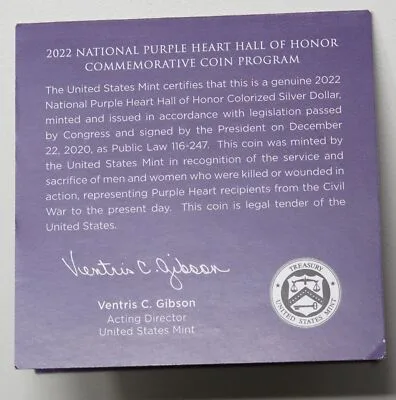 2022 NATIONAL PURPLE HEART HALL OF HONOR
COMMEMORATIVE COIN PROGRAM
The United States Mint certifies that this is a genuine 2022
National Purple Heart Hall of Honor Colorized Silver Dollar,
minted and issued in accordance with legislation passed
by Congress and signed by the President on December
22, 2020, as Public Law 116-247. This coin was minted by
the United States Mint in recognition of the service and
sacrifice of men and women who were killed or wounded in
action, representing Purple Heart recipients from the Civil
War to the present day. This coin is legal tender of the
United States.
Ventris C. Gibson
Ventris C. Gibson
Acting Director
United States Mint
TREASURY
UNITED STATES MINT